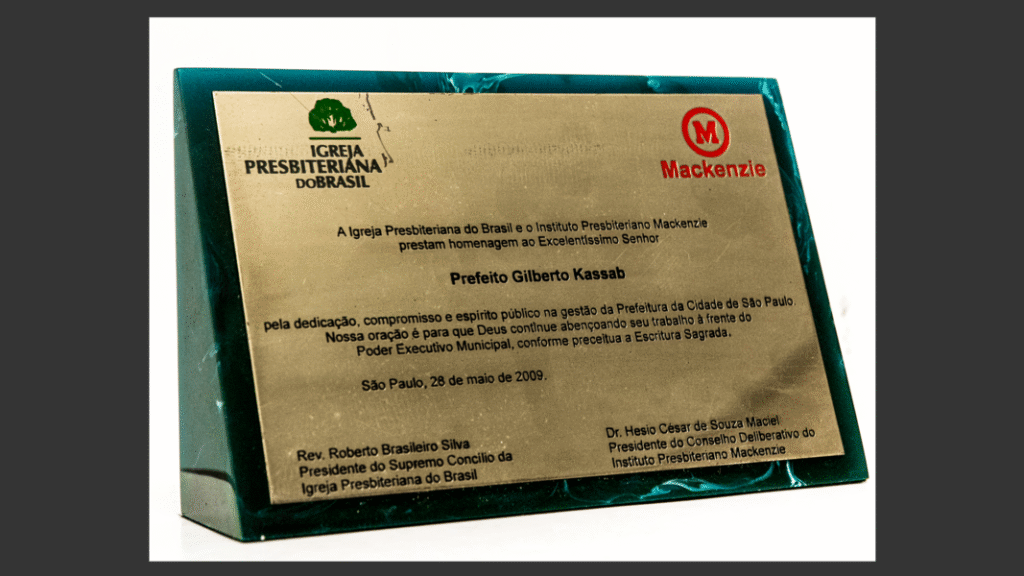 IGREJA
PRESBITERIANA
DO BRASIL
M
Mackenzie
A Igreja Presbiteriana do Brasil e o Instituto Presbiteriano Mackenzie
prestam homenagem ao Excelentíssimo Senhor
Prefeito Gilberto Kassab
pela dedicação, compromisso e espírito público na gestão da Prefeitura da Cidade de São Paulo.
Nossa oração é para que Deus continue abençoando seu trabalho à frente do
Poder Executivo Municipal, conforme preceitua a Escritura Sagrada.
São Paulo, 28 de maio de 2009.
Rev. Roberto Brasileiro Silva
Presidente do Supremo Concílio da
Igreja Presbiteriana do Brasil
Dr. Hesio César de Souza Maciel
Presidente do Conselho Deliberativo do
Instituto Presbiteriano Mackenzie